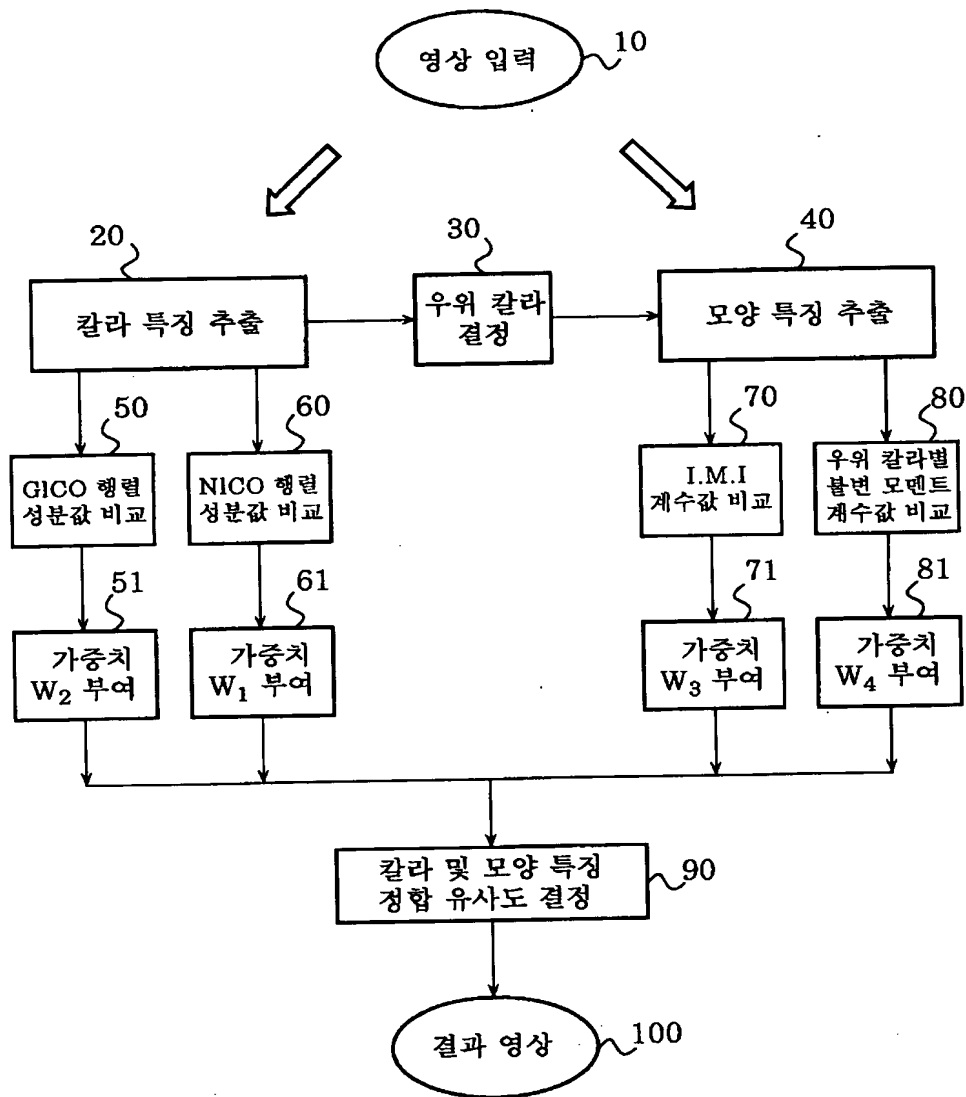 영상 입력
10
20
30
40
칼라 특징 추출
우위 칼라
결정
모양 특징 추출
50
60
70
80
GICO 행렬
성분값 비교
NICO 행렬
성분값 비교
I.M.I
계수값 비교
우위 칼라별
불변 모멘트
계수값 비교
51
61
71
81
가중치
W₂ 부여
가중치
W₁ 부여
가중치
W₃ 부여
가중치
W₄ 부여
칼라 및 모양 특징
정합 유사도 결정
90
결과 영상
100